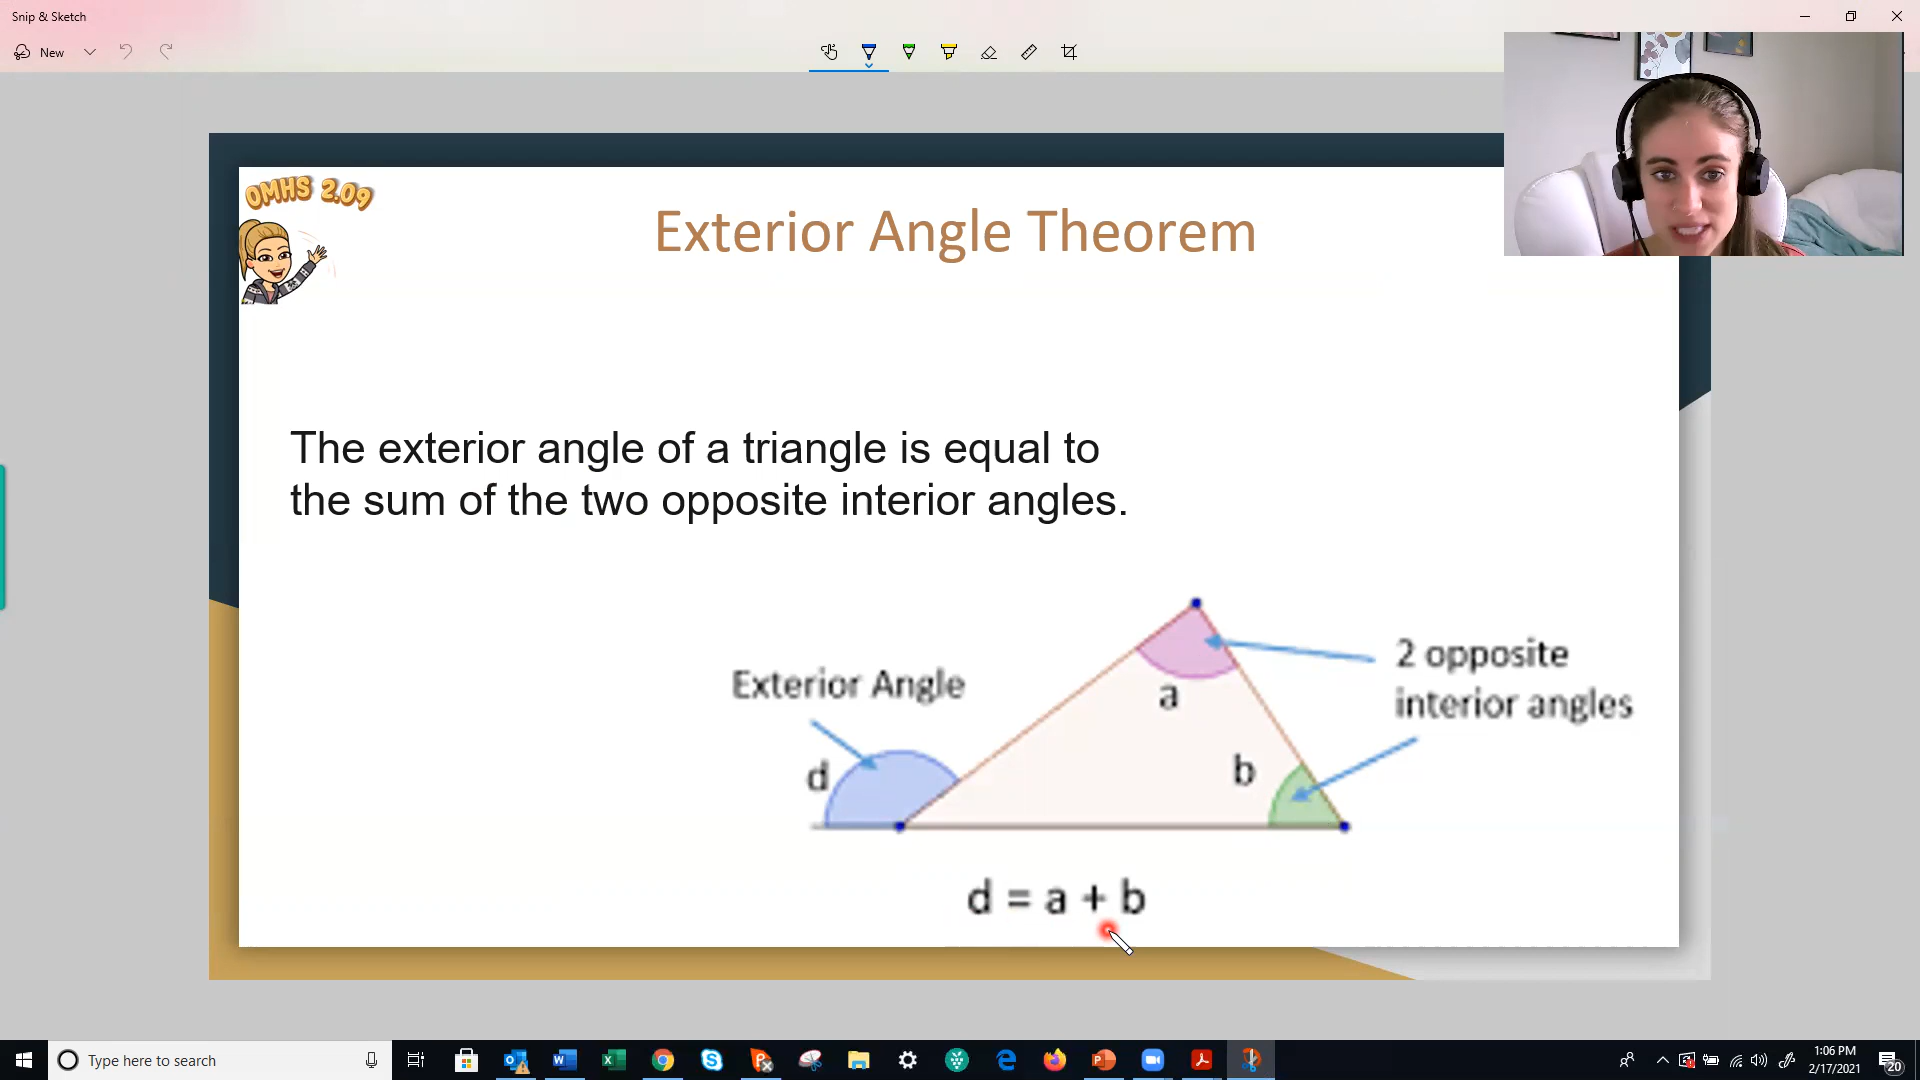 Snip & Sketch
New
OMHS 2.09
Exterior Angle Theorem
The exterior angle of a triangle is equal to
the sum of the two opposite interior angles.
Exterior Angle
d
a
b
2 opposite
interior angles
d = a + b
Type here to search
1:06 PM
2/17/2021
20